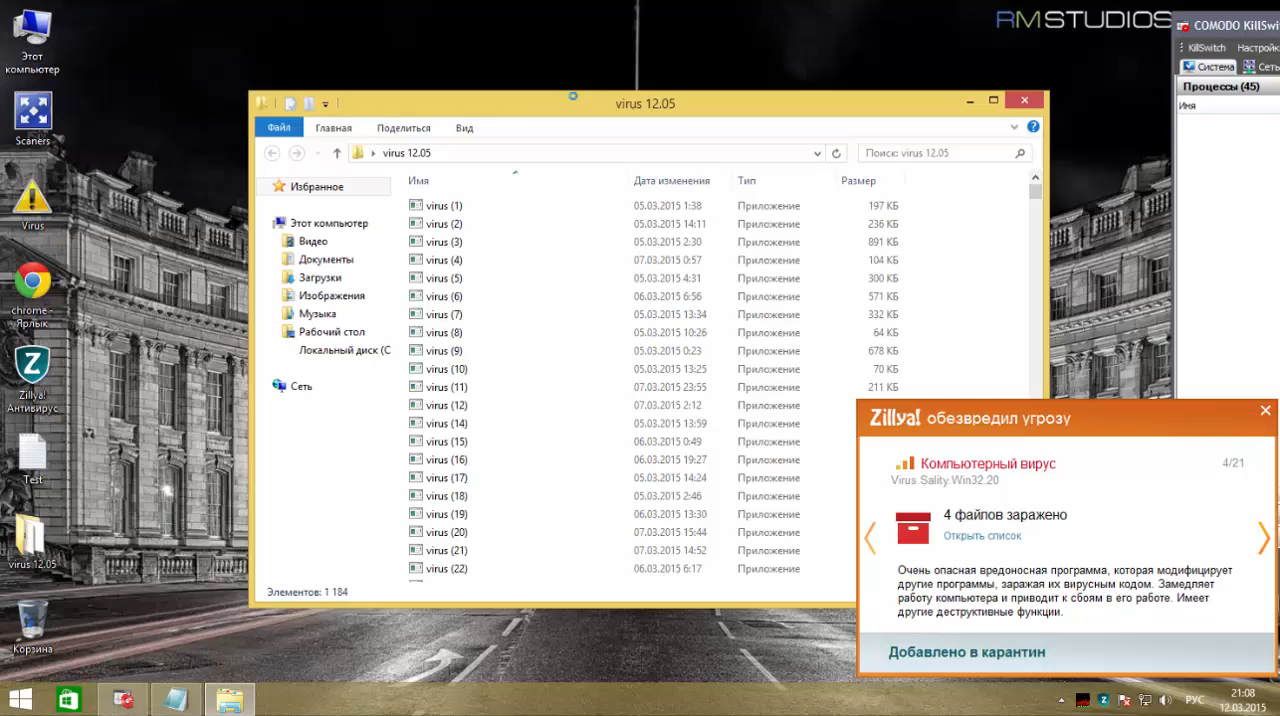 RMSTUDIOS
Этот
компьютер
Scaners
Virus
chrome -
Ярлык
Zillya!
Антивирус
Test
virus 12.05
Корзина
virus 12.05
Файл
Главная
Поделиться
Вид
virus 12.05
Поиск: virus 12.05
Избранное
Этот компьютер
Видео
Документы
Загрузки
Изображения
Музыка
Рабочий стол
Локальный диск (C
Сеть
Имя Дата изменения Тип Размер
virus (1) 05.03.2015 1:38 Приложение 197 КБ
virus (2) 05.03.2015 14:11 Приложение 236 КБ
virus (3) 05.03.2015 2:30 Приложение 891 КБ
virus (4) 07.03.2015 0:57 Приложение 104 КБ
virus (5) 05.03.2015 4:31 Приложение 300 КБ
virus (6) 06.03.2015 6:56 Приложение 571 КБ
virus (7) 05.03.2015 13:34 Приложение 332 КБ
virus (8) 05.03.2015 10:26 Приложение 64 КБ
virus (9) 05.03.2015 0:23 Приложение 678 КБ
virus (10) 05.03.2015 13:25 Приложение 70 КБ
virus (11) 07.03.2015 23:55 Приложение 211 КБ
virus (12) 07.03.2015 2:12 Приложение
virus (14) 05.03.2015 13:59 Приложение
virus (15) 06.03.2015 0:49 Приложение
virus (16) 06.03.2015 19:27 Приложение
virus (17) 05.03.2015 14:24 Приложение
virus (18) 05.03.2015 2:46 Приложение
virus (19) 06.03.2015 13:30 Приложение
virus (20) 07.03.2015 15:44 Приложение
virus (21) 07.03.2015 14:52 Приложение
virus (22) 06.03.2015 6:17 Приложение
Элементов: 1 184
COMODO KillSwit
KillSwitch Настройк
Система Сеть
Процессы (45)
Имя
Zillya! обезвредил угрозу
Компьютерный вирус 4/21
Virus.Sality.Win32.20
4 файлов заражено
Открыть список
Очень опасная вредоносная программа, которая модифицирует
другие программы, заражая их вирусным кодом. Замедляет
работу компьютера и приводит к сбоям в его работе. Имеет
другие деструктивные функции.
Добавлено в карантин
РУС
21:08
12.03.2015